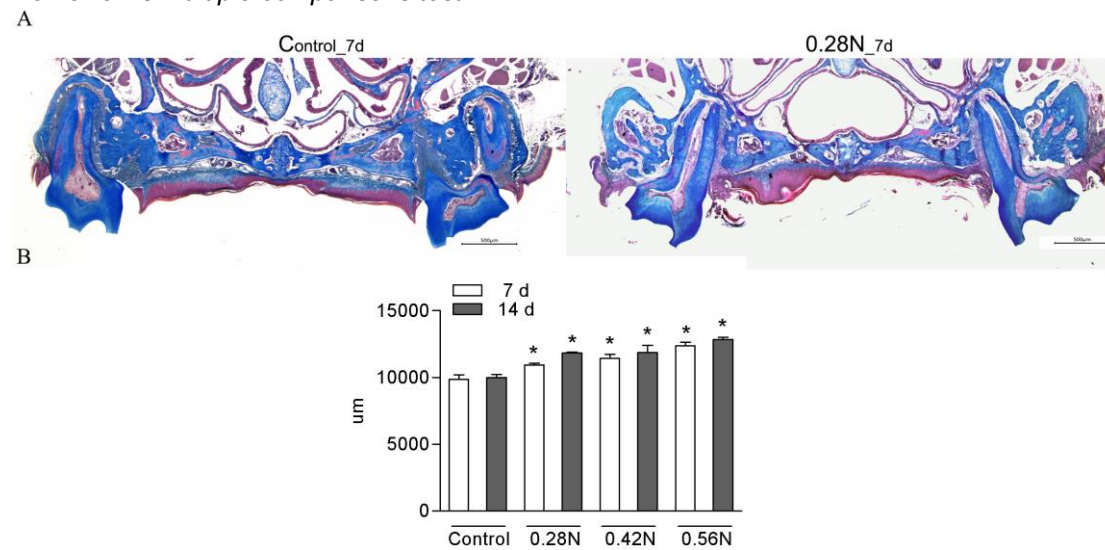 A
Control_7d 0.28N_7d
500µm 500µm
B
7 d
14 d
15000
10000
5000
0
um
* * * * * *
Control 0.28N 0.42N 0.56N